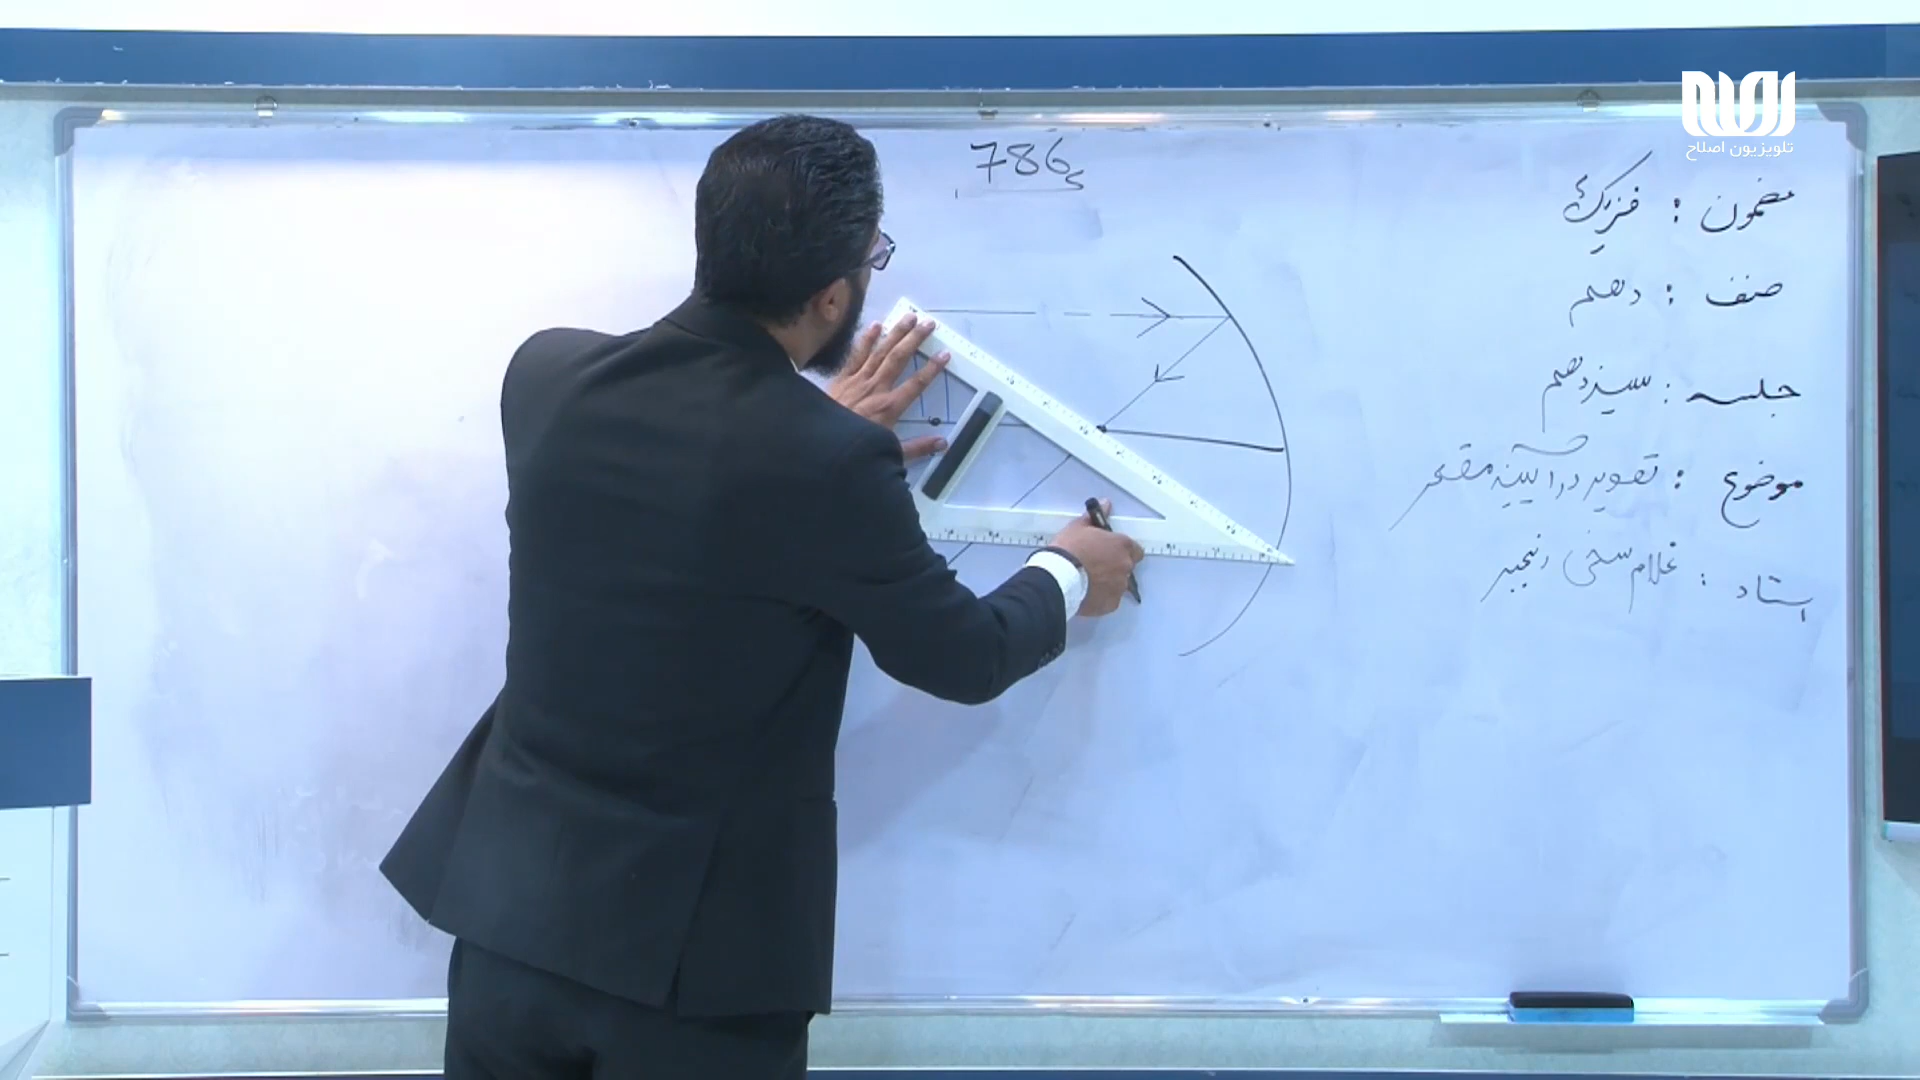 786
تلویزیون اصلاح
مضمون : فزیک
صنف : دهم
جلسه : سیزدهم
موضوع : تصویر در آیینه مقعر
استاد : غلام سخی رنجبر